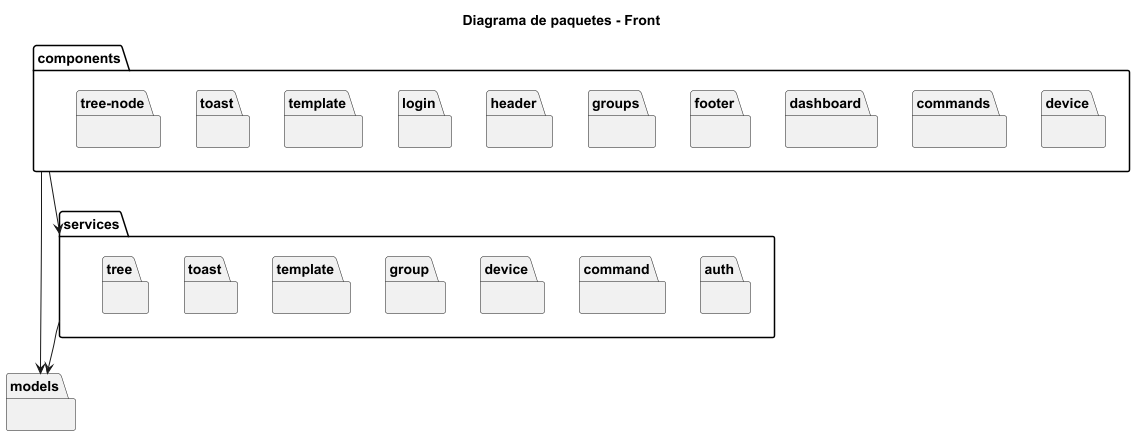 Diagrama de paquetes - Front
components
tree-node toast template login header groups footer dashboard commands device
services
tree toast template group device command auth
models